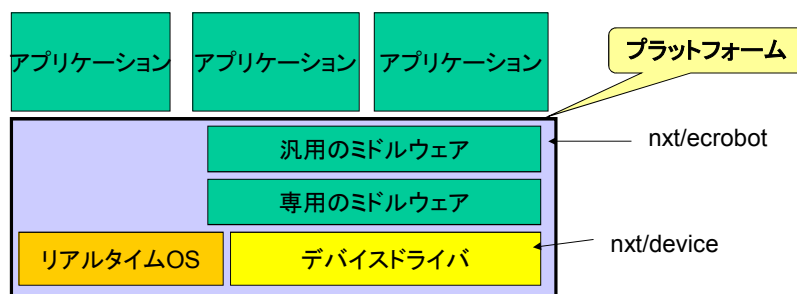 アプリケーション アプリケーション アプリケーション
プラットフォーム
汎用のミドルウェア
nxt/ecrobot
専用のミドルウェア
リアルタイムOS
デバイスドライバ
nxt/device